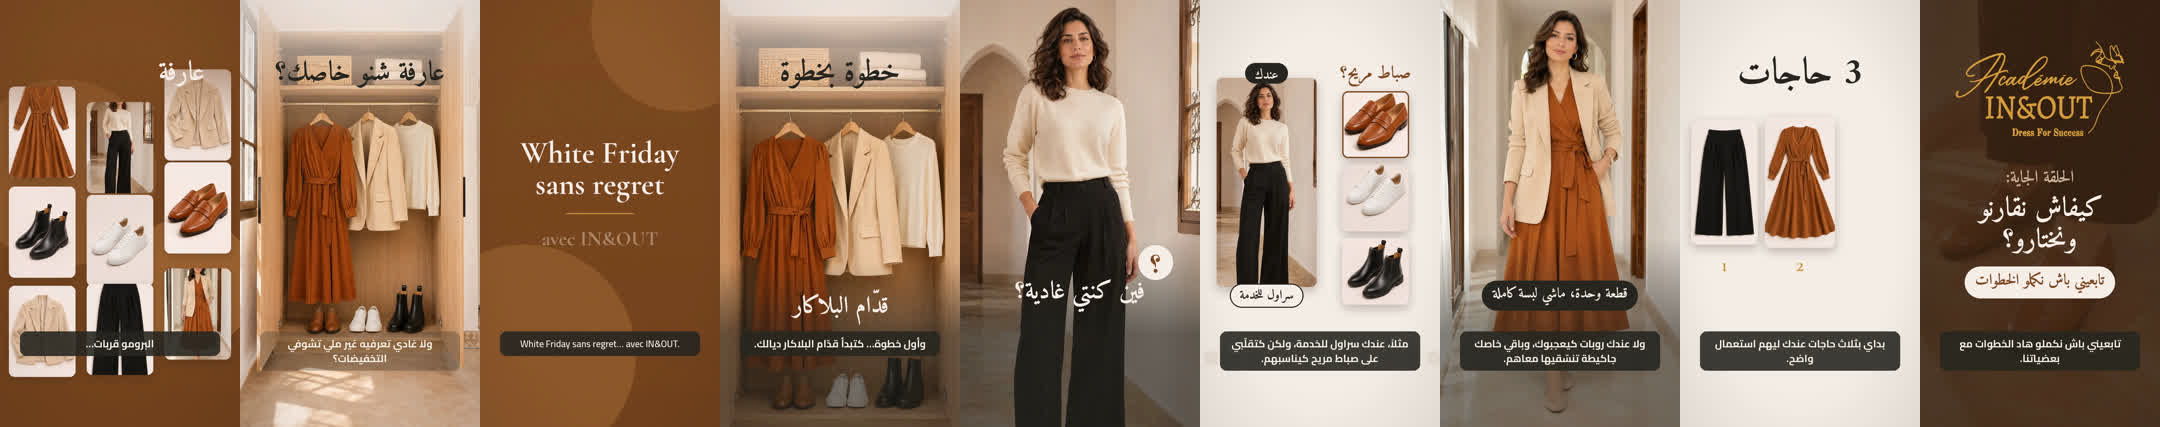 عارفة
البرومو قربات...
عارفة شنو خاصك؟
ولا غادي تعرفيه غير ملي تشوفي
التخفيضات؟
White Friday
sans regret
avec IN&OUT
White Friday sans regret... avec IN&OUT.
خطوة بخطوة
قدّام البلاكار
وأول خطوة... كتبدأ قدّام البلاكار ديالك.
؟
فين كنتي غادية؟
عندك
صباط مريح؟
سراول للخدمة
مثلا، عندك سراول للخدمة، ولكن كتقلّبي
على صباط مريح كيناسبهم.
قطعة وحدة، ماشي لبسة كاملة
ولا عندك روبات كيعجبوك، وباقي خاصك
جاكيطة تنسّقيها معاهم.
3 حاجات
1
2
بداي بثلاث حاجات عندك ليهم استعمال
واضح.
Académie
IN&OUT
Dress For Success
الحلقة الجاية:
كيفاش نقارنو
ونختارو؟
تابعيني باش نكملو الخطوات
تابعيني باش نكملو هاد الخطوات مع
بعضياتنا.